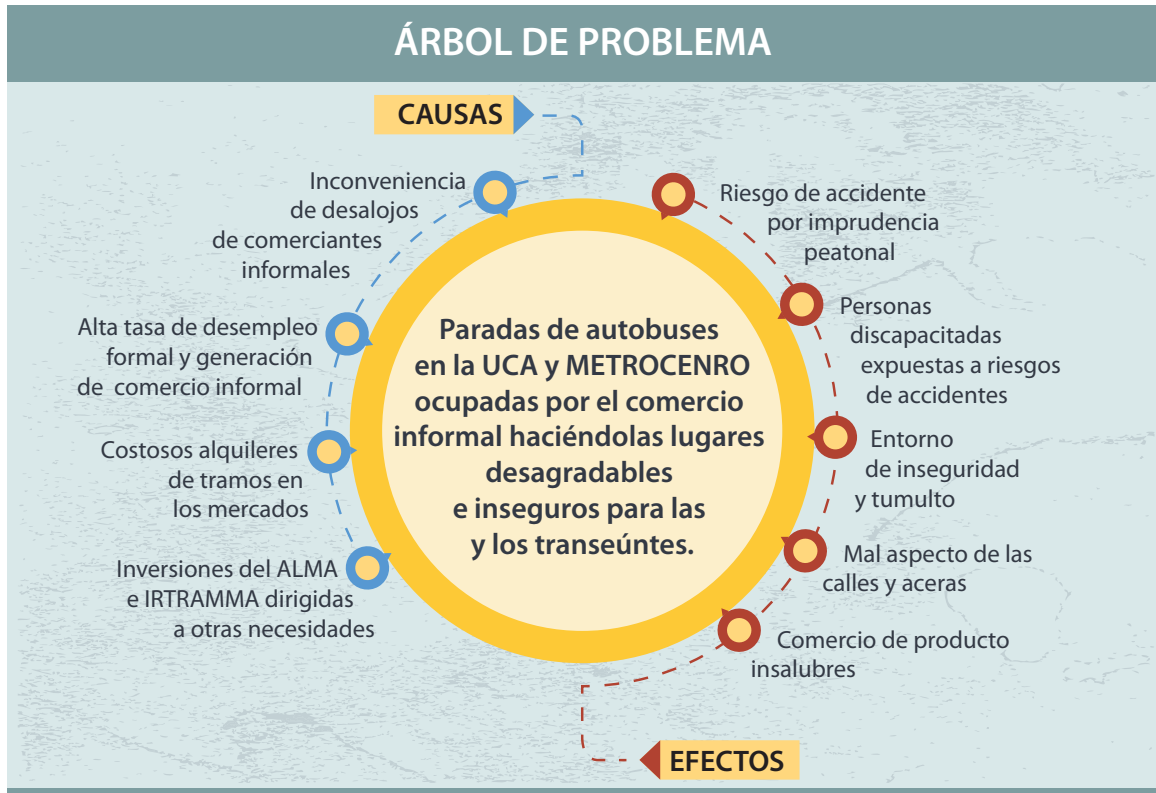 ÁRBOL DE PROBLEMA
CAUSAS
Inconveniencia
de desalojos
de comerciantes
informales
Alta tasa de desempleo
formal y generación
de comercio informal
Costosos alquileres
de tramos en
los mercados
Inversiones del ALMA
e IRTRAMMA dirigidas
a otras necesidades
Paradas de autobuses
en la UCA y METROCENRO
ocupadas por el comercio
informal haciéndolas lugares
desagradables
e inseguros para las
y los transeúntes.
Riesgo de accidente
por imprudencia
peatonal
Personas
discapacitadas
expuestas a riesgos
de accidentes
Entorno
de inseguridad
y tumulto
Mal aspecto de las
calles y aceras
Comercio de producto
insalubres
EFECTOS